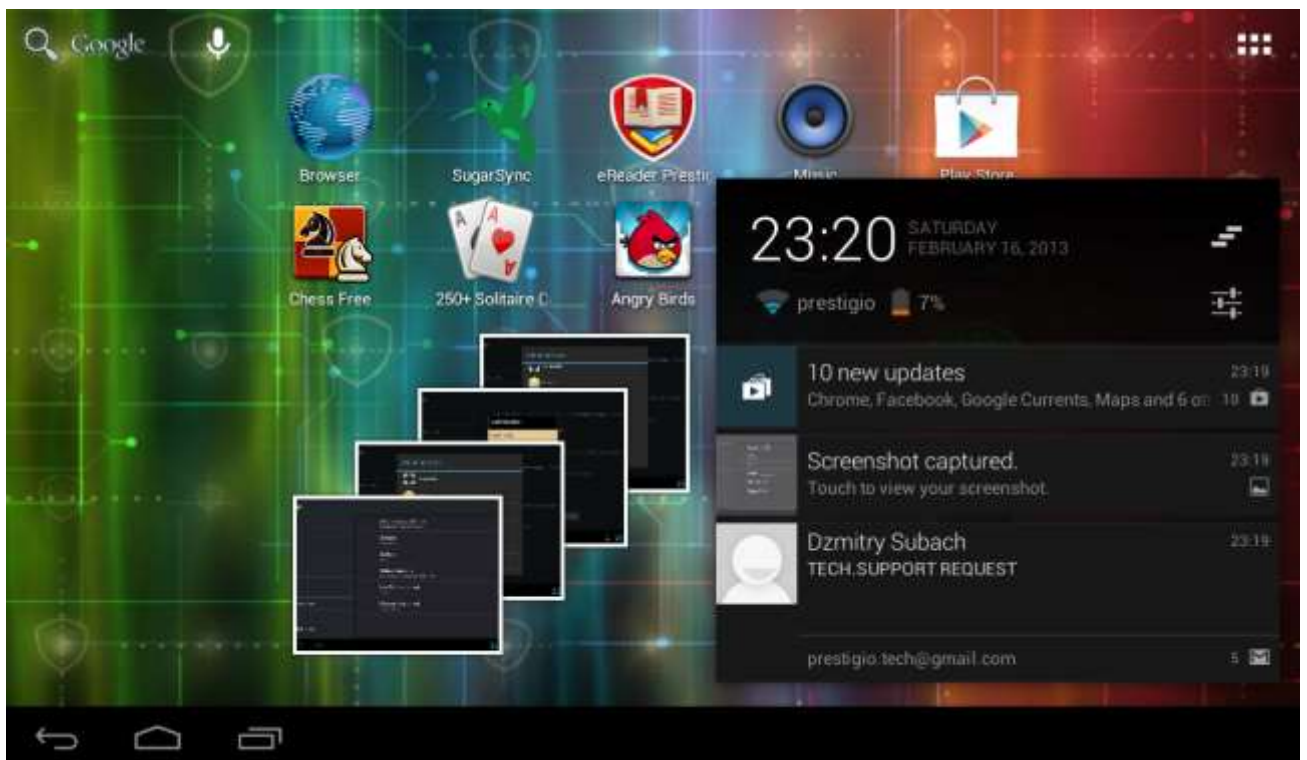 Google
Browser
SugarSync
eReader Prestig
Music
Play Store
Chess Free
250+ Solitaire C
Angry Birds
23:20
SATURDAY
FEBRUARY 16, 2013
prestigio 7%
10 new updates 23:19
Chrome, Facebook, Google Currents, Maps and 6 ot 10
Screenshot captured. 23:19
Touch to view your screenshot.
Dzmitry Subach 23:19
TECH.SUPPORT REQUEST
prestigio.tech@gmail.com 5